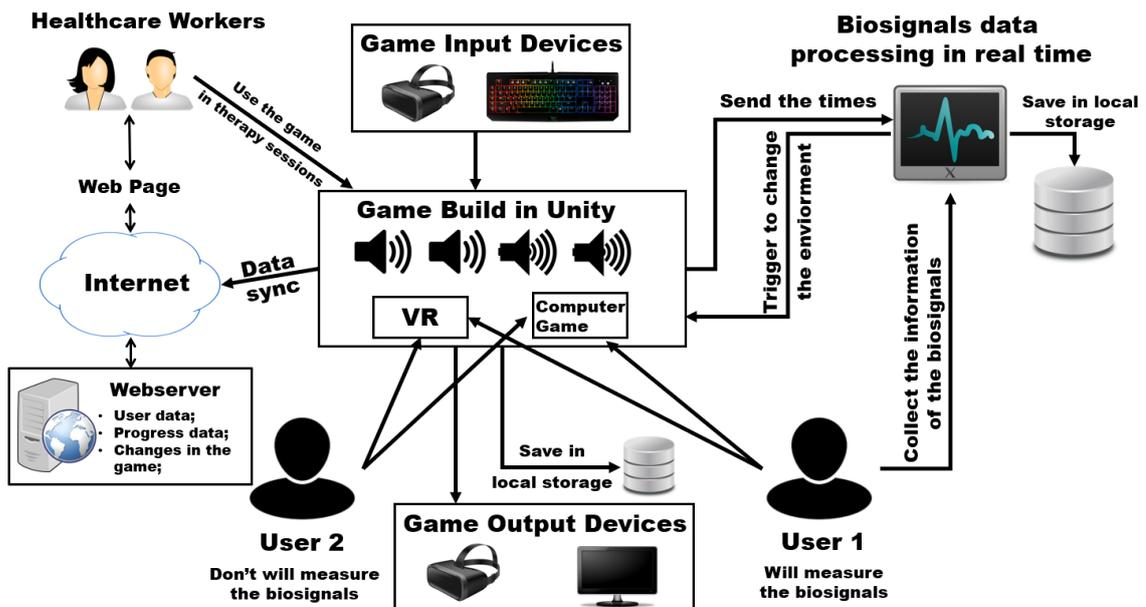 Healthcare Workers
Use the game
in therapy sessions
Web Page
Internet
Data
sync
Webserver
· User data;
· Progress data;
· Changes in the
game;
Game Input Devices
Game Build in Unity
VR
Computer
Game
Biosignals data
processing in real time
Send the times
Trigger to change
the enviorment
X
Save in local
storage
Collect the information
of the biosignals
Save in
local storage
User 2
Don't will measure
the biosignals
Game Output Devices
User 1
Will measure
the biosignals